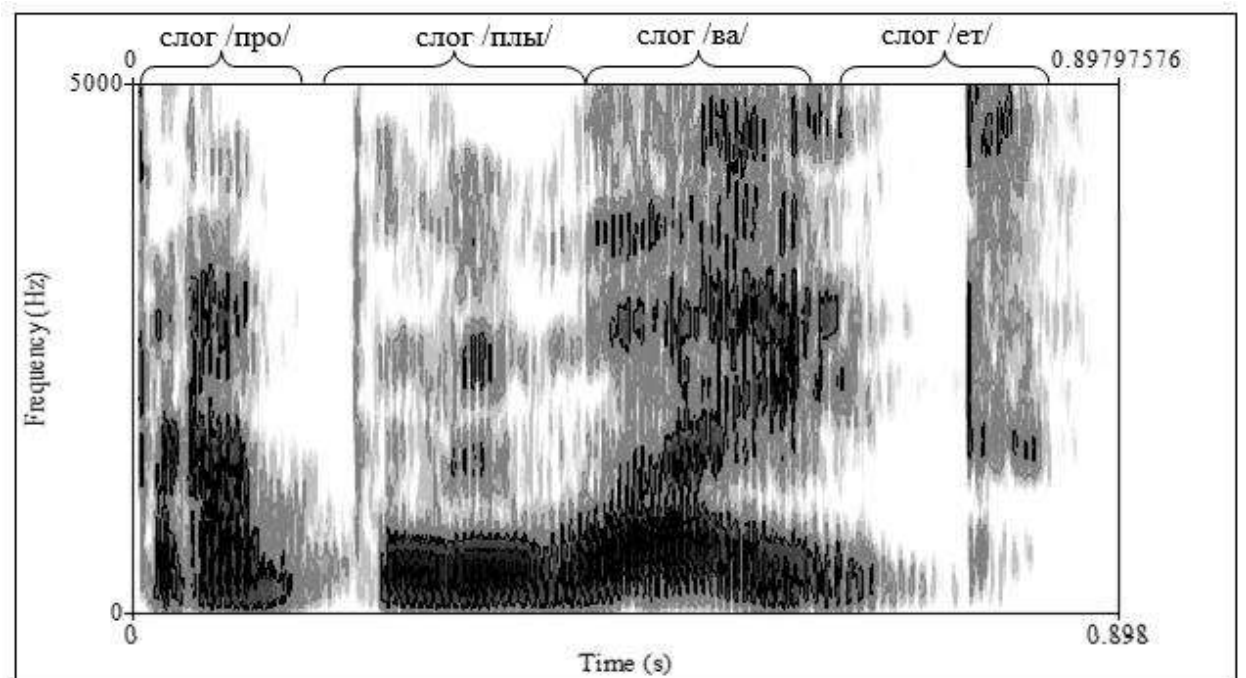 слог /про/ слог /плы/ слог /ва/ слог /ет/
0 0.89797576
5000
Frequency (Hz)
0
0 0.898
Time (s)